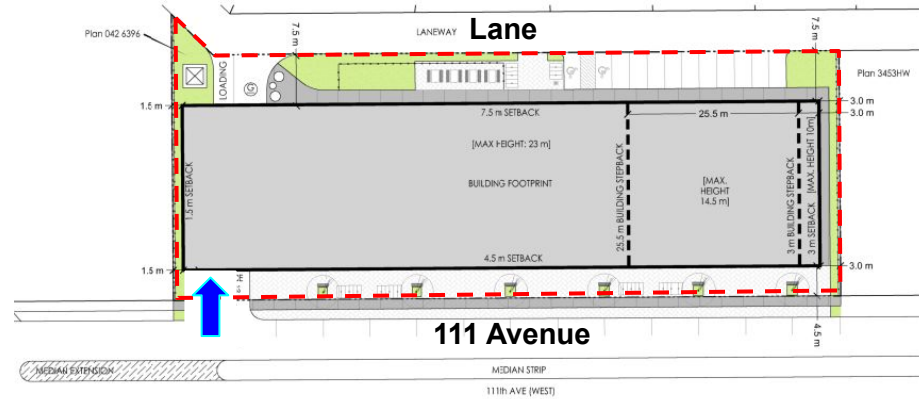 Lane
LANEWAY
Plan 042 6396
7.5 m
7.5 m
Plan 3453HW
LOADING
1.5 m
3.0 m
3.0 m
7.5 m SETBACK
25.5 m
[MAX HEIGHT: 23 m]
BUILDING FOOTPRINT
1.5 m SETBACK
25.5 m BUILDING STEPBACK
[MAX.
HEIGHT
14.5 m]
3 m BUILDING STEPBACK
3 m SETBACK [MAX. HEIGHT 10m]
4.5 m SETBACK
1.5 m
3.0 m
111 Avenue
4.5 m
MEDIAN EXTENSION
MEDIAN STRIP
111th AVE (WEST)